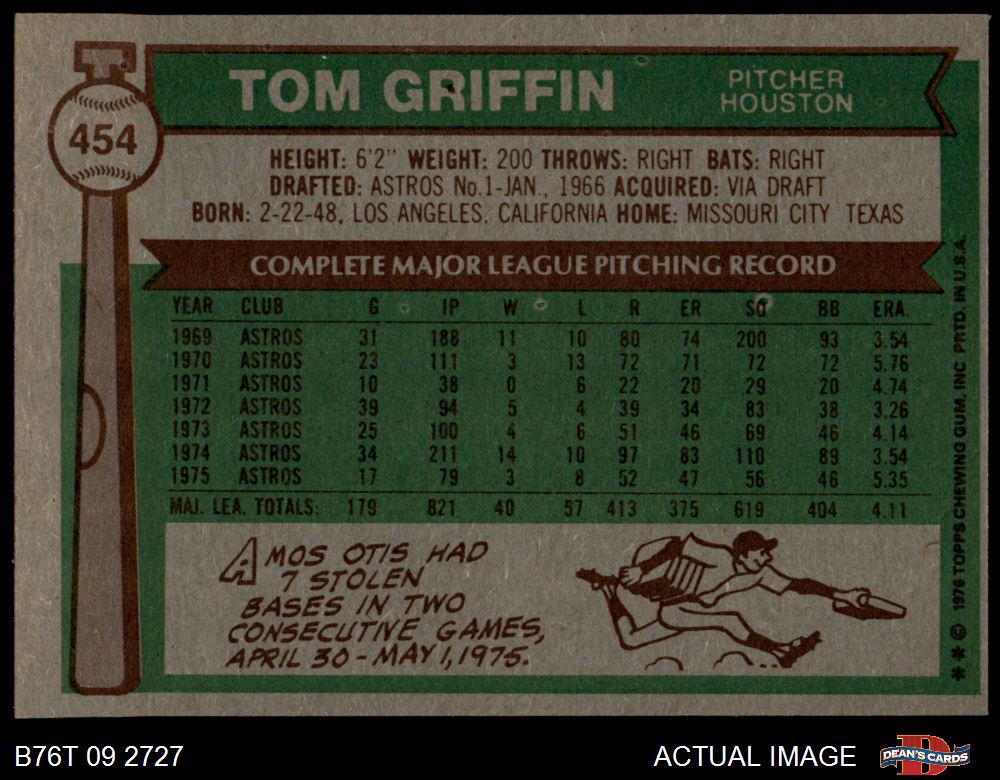 454
TOM GRIFFIN
PITCHER
HOUSTON
HEIGHT: 6'2" WEIGHT: 200 THROWS: RIGHT BATS: RIGHT
DRAFTED: ASTROS No.1-JAN., 1966 ACQUIRED: VIA DRAFT
BORN: 2-22-48, LOS ANGELES, CALIFORNIA HOME: MISSOURI CITY TEXAS
COMPLETE MAJOR LEAGUE PITCHING RECORD
YEAR CLUB G IP W L R ER SO BB ERA.
1969 ASTROS 31 188 11 10 80 74 200 93 3.54
1970 ASTROS 23 111 3 13 72 71 72 72 5.76
1971 ASTROS 10 38 0 6 22 20 29 20 4.74
1972 ASTROS 39 94 5 4 39 34 83 38 3.26
1973 ASTROS 25 100 4 6 51 46 69 46 4.14
1974 ASTROS 34 211 14 10 97 83 110 89 3.54
1975 ASTROS 17 79 3 8 52 47 56 46 5.35
MAJ. LEA. TOTALS: 179 821 40 57 413 375 619 404 4.11
AMOS OTIS HAD
7 STOLEN
BASES IN TWO
CONSECUTIVE GAMES,
APRIL 30-MAY 1, 1975.
** © 1976 TOPPS CHEWING GUM, INC PRTD. IN U.S.A.
B76T 09 2727
ACTUAL IMAGE
D
DEAN'S CARDS